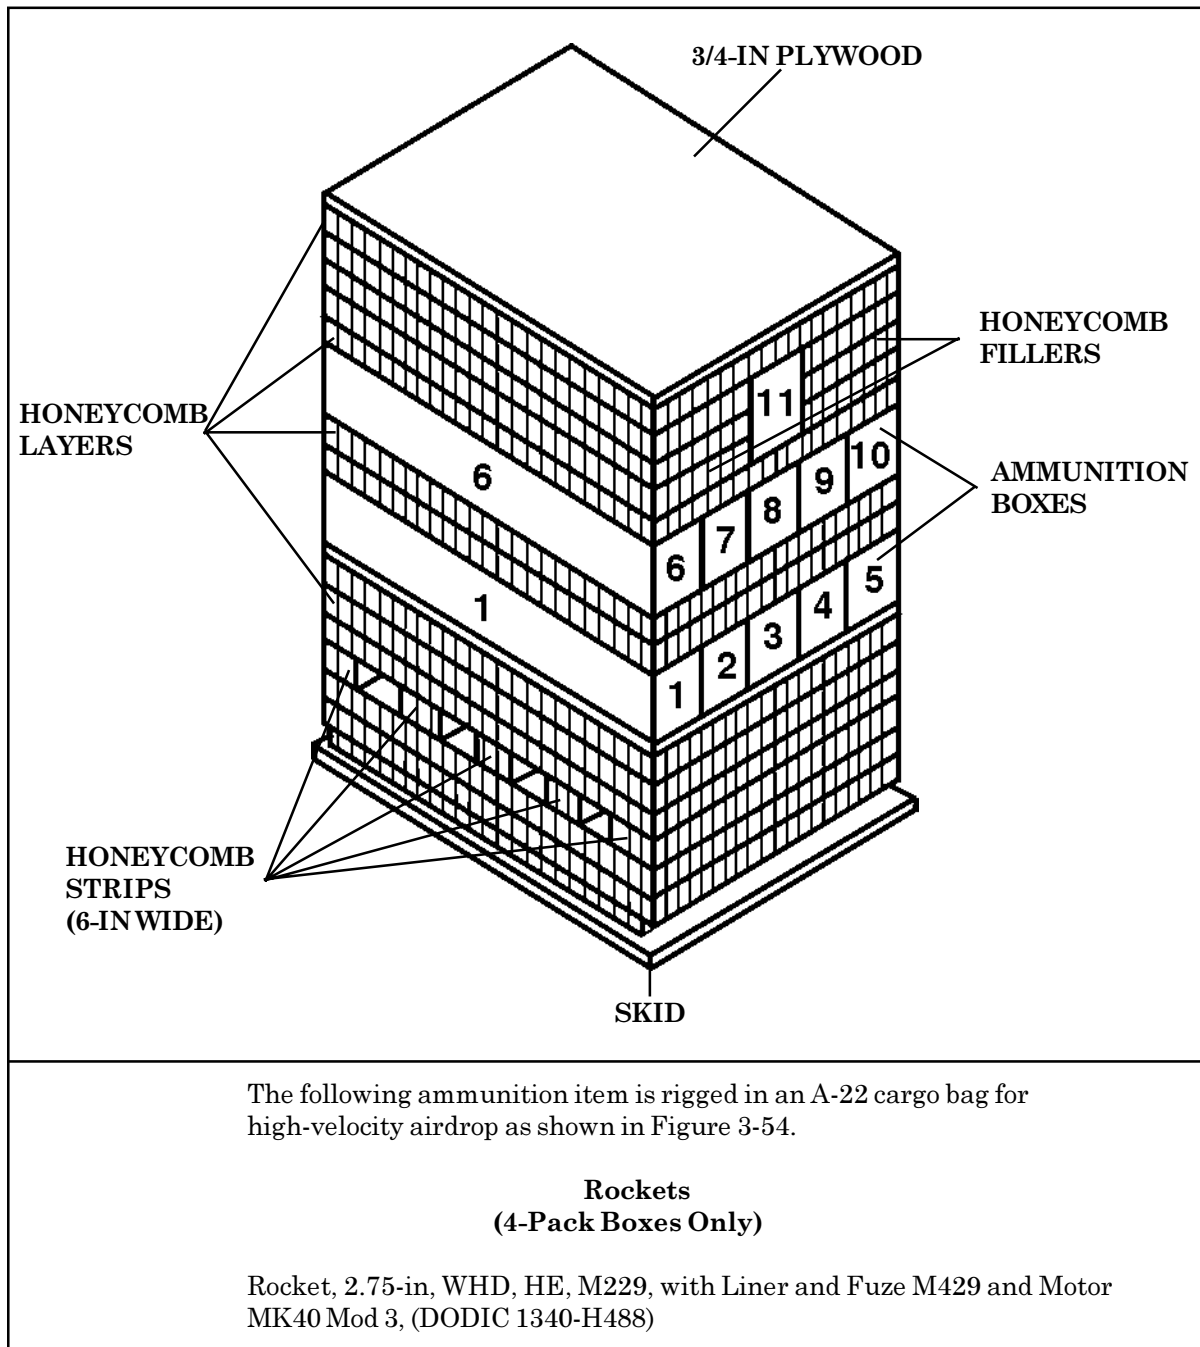 3/4-IN PLYWOOD
HONEYCOMB
FILLERS
11
HONEYCOMB
LAYERS
6
6
7
8
9
10
AMMUNITION
BOXES
1
1
2
3
4
5
HONEYCOMB
STRIPS
(6-IN WIDE)
SKID
The following ammunition item is rigged in an A-22 cargo bag for
high-velocity airdrop as shown in Figure 3-54.
Rockets
(4-Pack Boxes Only)
Rocket, 2.75-in, WHD, HE, M229, with Liner and Fuze M429 and Motor
MK40 Mod 3, (DODIC 1340-H488)